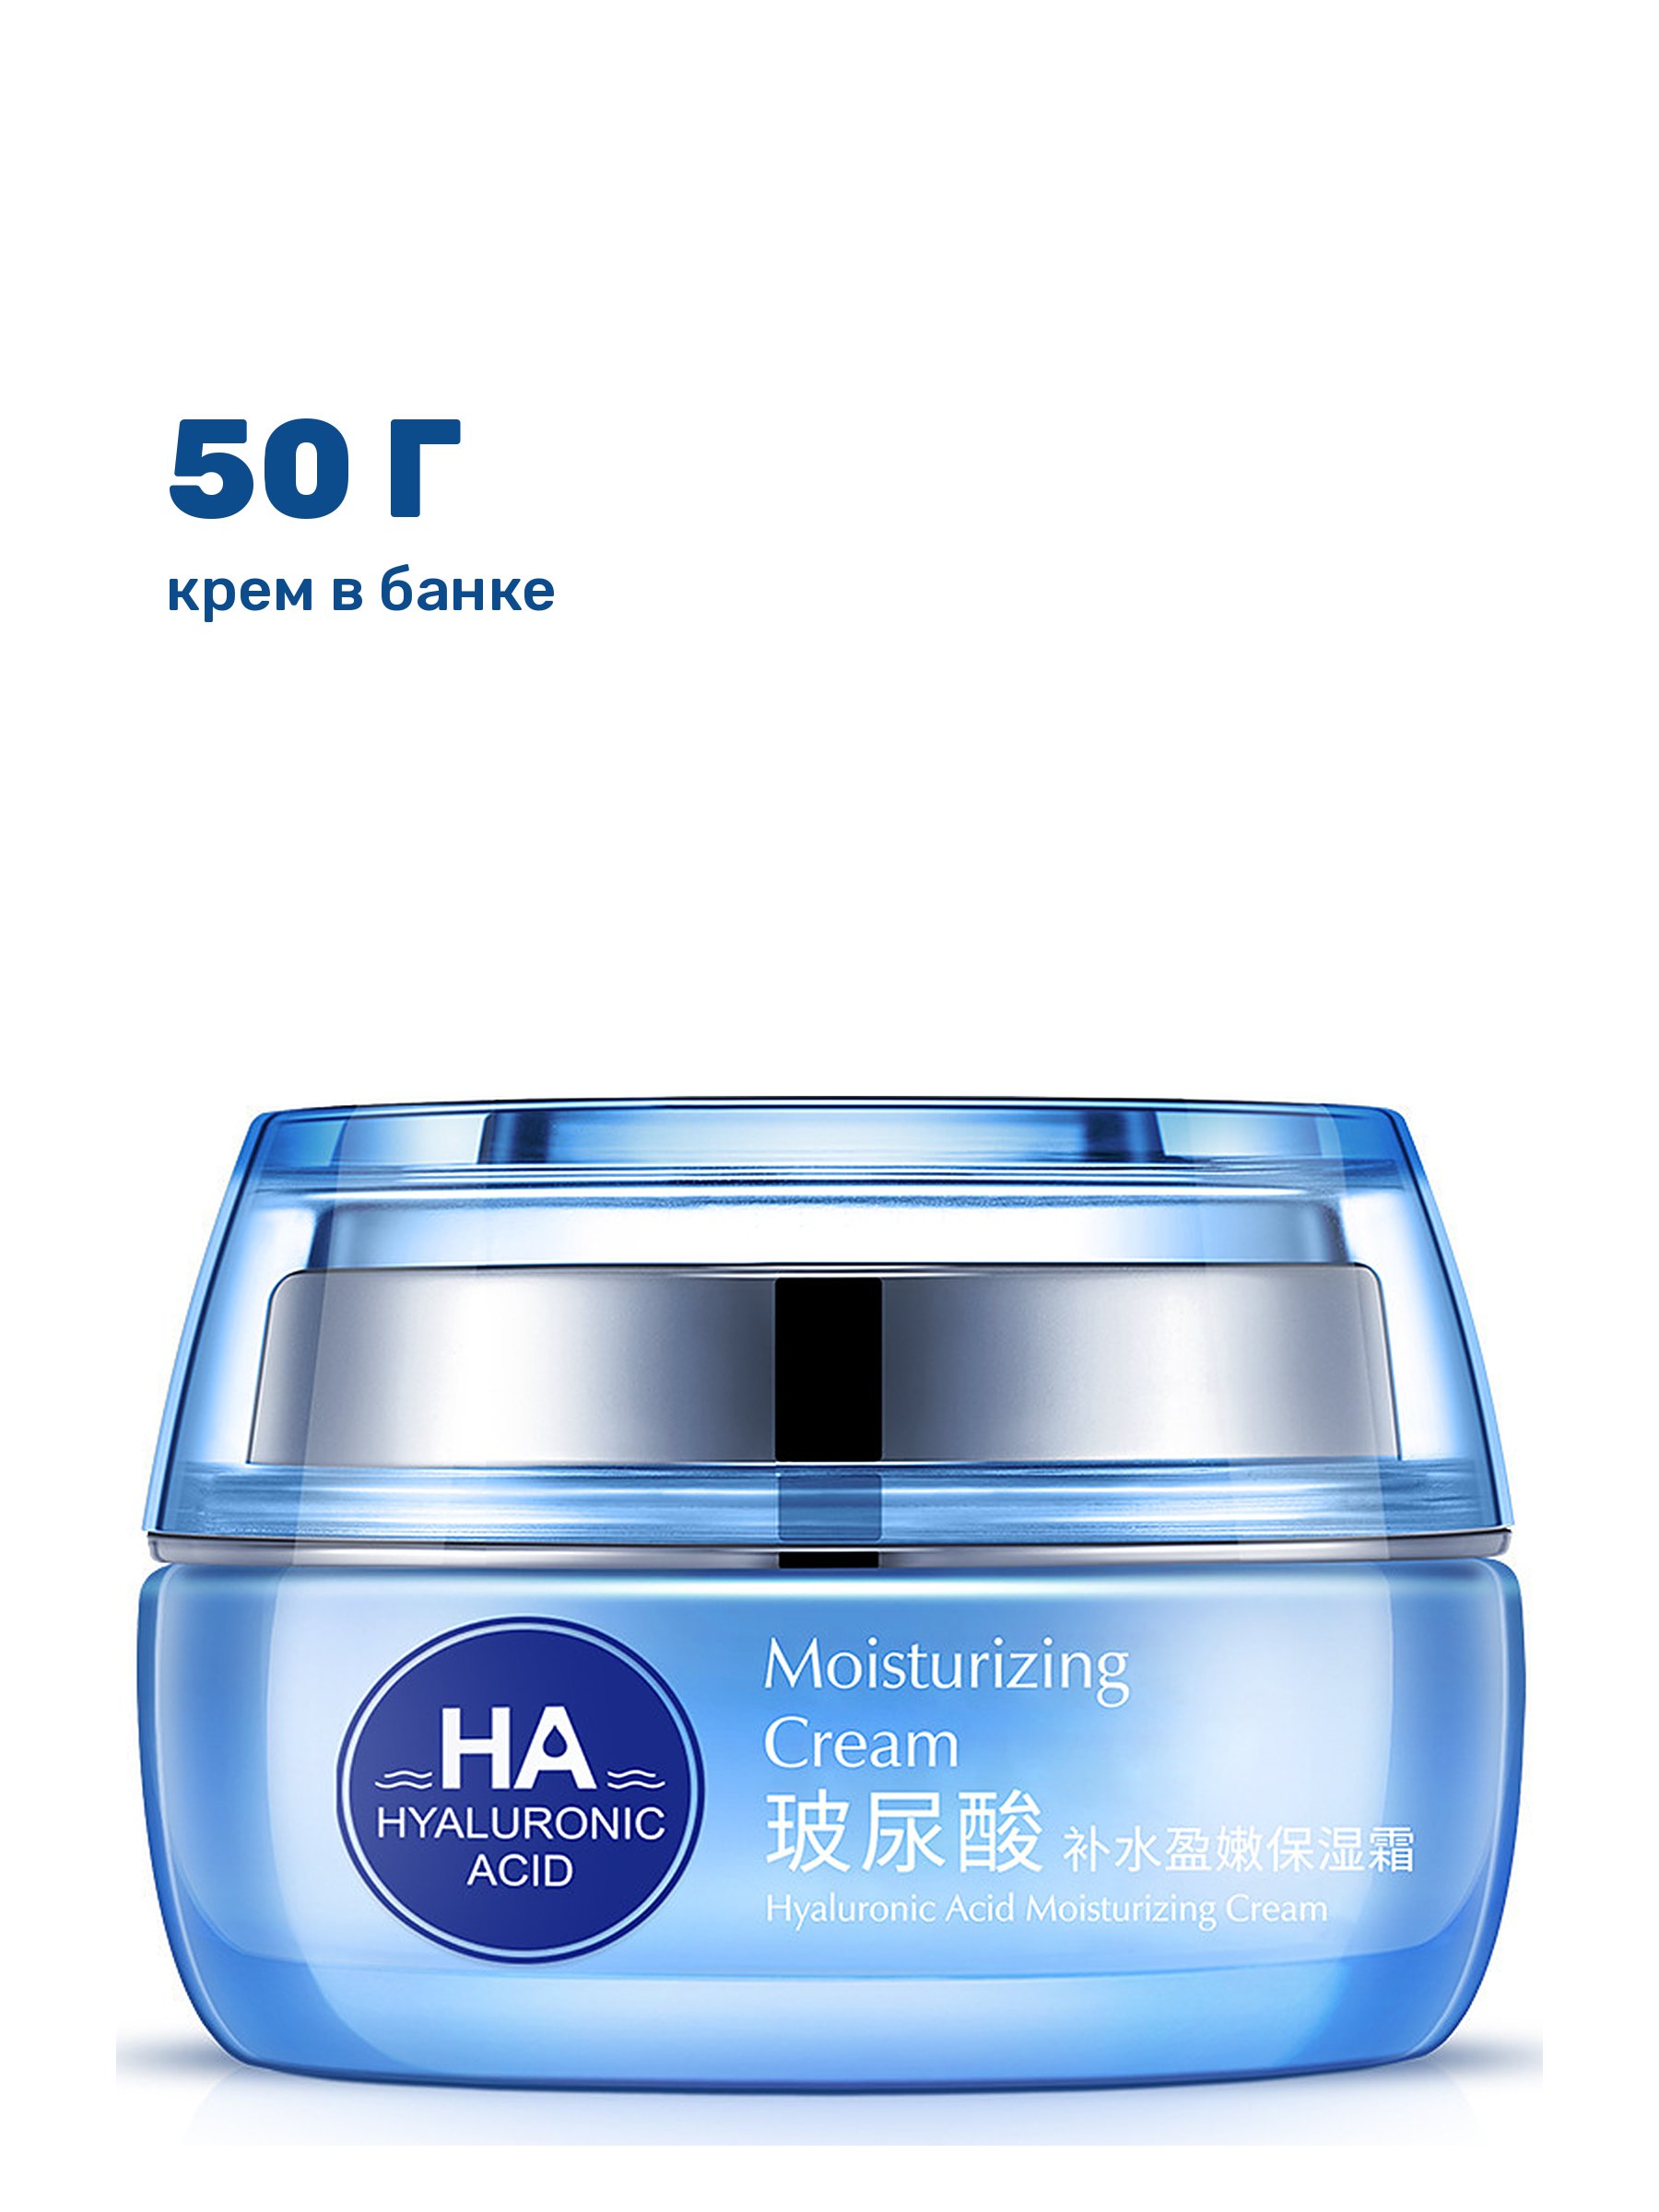 50 Г
крем в банке
HA
HYALURONIC
ACID
Moisturizing
Cream
玻尿酸 补水盈嫩保湿霜
Hyaluronic Acid Moisturizing Cream